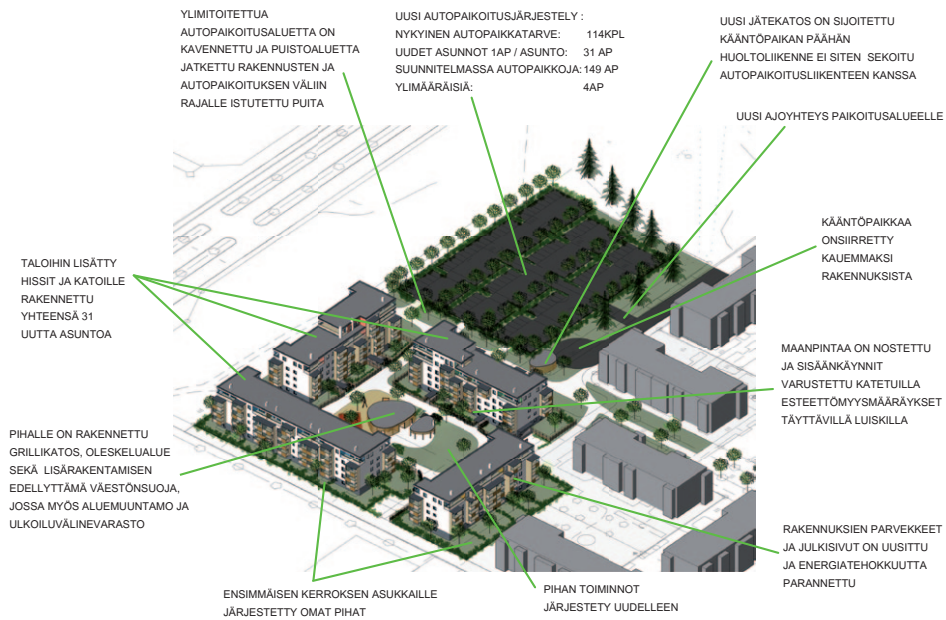 YLIMITOITETTUA
AUTOPAIKOITUSALUETTA ON
KAVENNETTU JA PUISTOALUETTA
JATKETTU RAKENNUSTEN JA
AUTOPAIKOITUKSEN VÄLIIN
RAJALLE ISTUTETTU PUITA
UUSI AUTOPAIKOITUSJÄRJESTELY :
NYKYINEN AUTOPAIKKATARVE: 114KPL
UUDET ASUNNOT 1AP / ASUNTO: 31 AP
SUUNNITELMASSA AUTOPAIKKOJA: 149 AP
YLIMÄÄRÄISIÄ: 4AP
UUSI JÄTEKATOS ON SIJOITETTU
KÄÄNTÖPAIKAN PÄÄHÄN
HUOLTOLIIKENNE EI SITEN SEKOITU
AUTOPAIKOITUSLIIKENTEEN KANSSA
UUSI AJOYHTEYS PAIKOITUSALUEELLE
KÄÄNTÖPAIKKAA
ONSIIRRETTY
KAUEMMAKSI
RAKENNUKSISTA
TALOIHIN LISÄTTY
HISSIT JA KATOILLE
RAKENNETTU
YHTEENSÄ 31
UUTTA ASUNTOA
MAANPINTAA ON NOSTETTU
JA SISÄÄNKÄYNNIT
VARUSTETTU KATETUILLA
ESTEETTÖMYYSMÄÄRÄYKSET
TÄYTTÄVILLÄ LUISKILLA
PIHALLE ON RAKENNETTU
GRILLIKATOS, OLESKELUALUE
SEKÄ LISÄRAKENTAMISEN
EDELLYTTÄMÄ VÄESTÖNSUOJA,
JOSSA MYÖS ALUEMUUNTAMO JA
ULKOILUVÄLINEVARASTO
RAKENNUKSIEN PARVEKKEET
JA JULKISIVUT ON UUSITTU
JA ENERGIATEHOKKUUTTA
PARANNETTU
ENSIMMÄISEN KERROKSEN ASUKKAILLE
JÄRJESTETTY OMAT PIHAT
PIHAN TOIMINNOT
JÄRJESTETY UUDELLEEN